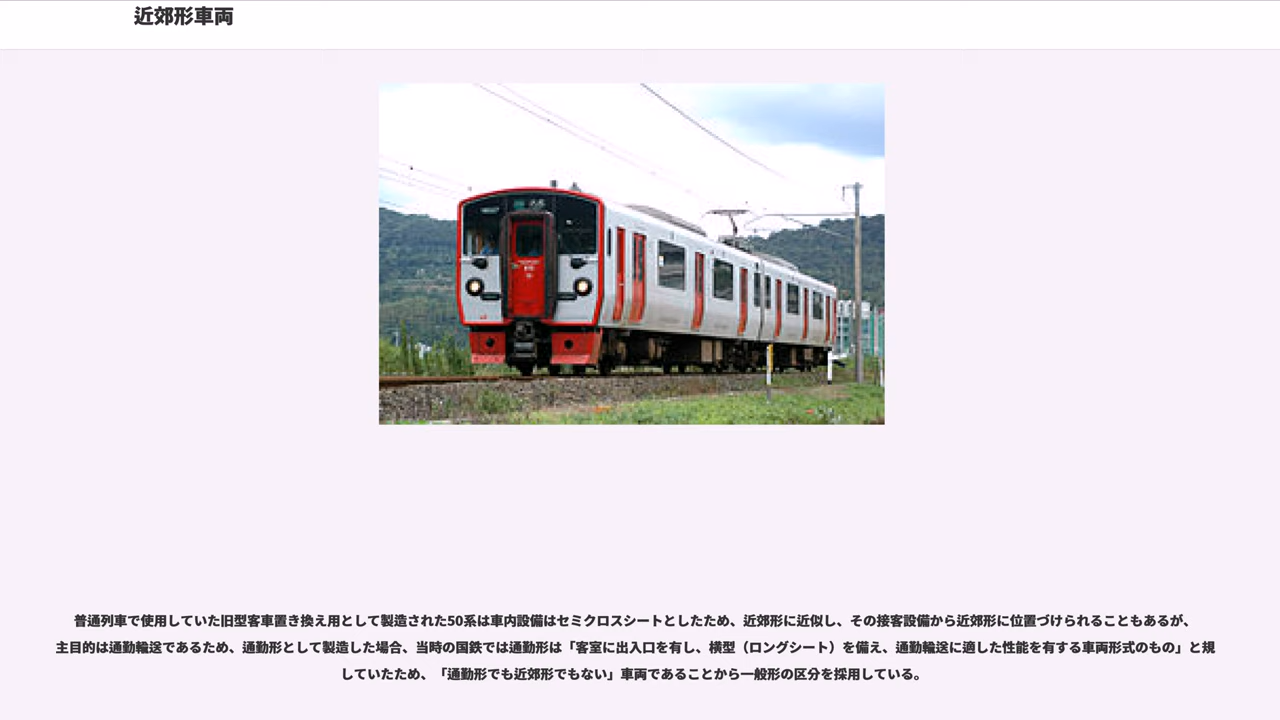 近郊形車両
普通列車で使用していた旧型客車置き換え用として製造された50系は車内設備はセミクロスシートとしたため、近郊形に近似し、その接客設備から近郊形に位置づけられることもあるが、
主目的は通勤輸送であるため、通勤形として製造した場合、当時の国鉄では通勤形は「客室に出入口を有し、横型（ロングシート）を備え、通勤輸送に適した性能を有する車両形式のもの」と規
していたため、「通勤形でも近郊形でもない」車両であることから一般形の区分を採用している。